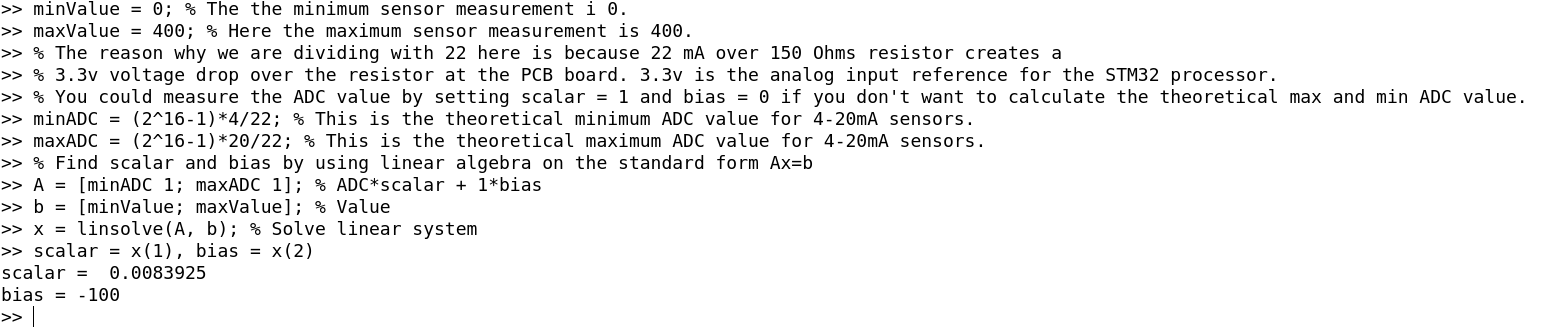 >> minValue = 0; % The the minimum sensor measurement i 0.
>> maxValue = 400; % Here the maximum sensor measurement is 400.
>> % The reason why we are dividing with 22 here is because 22 mA over 150 Ohms resistor creates a
>> % 3.3v voltage drop over the resistor at the PCB board. 3.3v is the analog input reference for the STM32 processor.
>> % You could measure the ADC value by setting scalar = 1 and bias = 0 if you don't want to calculate the theoretical max and min ADC value.
>> minADC = (2^16-1)*4/22; % This is the theoretical minimum ADC value for 4-20mA sensors.
>> maxADC = (2^16-1)*20/22; % This is the theoretical maximum ADC value for 4-20mA sensors.
>> % Find scalar and bias by using linear algebra on the standard form Ax=b
>> A = [minADC 1; maxADC 1]; % ADC*scalar + 1*bias
>> b = [minValue; maxValue]; % Value
>> x = linsolve(A, b); % Solve linear system
>> scalar = x(1), bias = x(2)
scalar =  0.0083925
bias = -100
>>